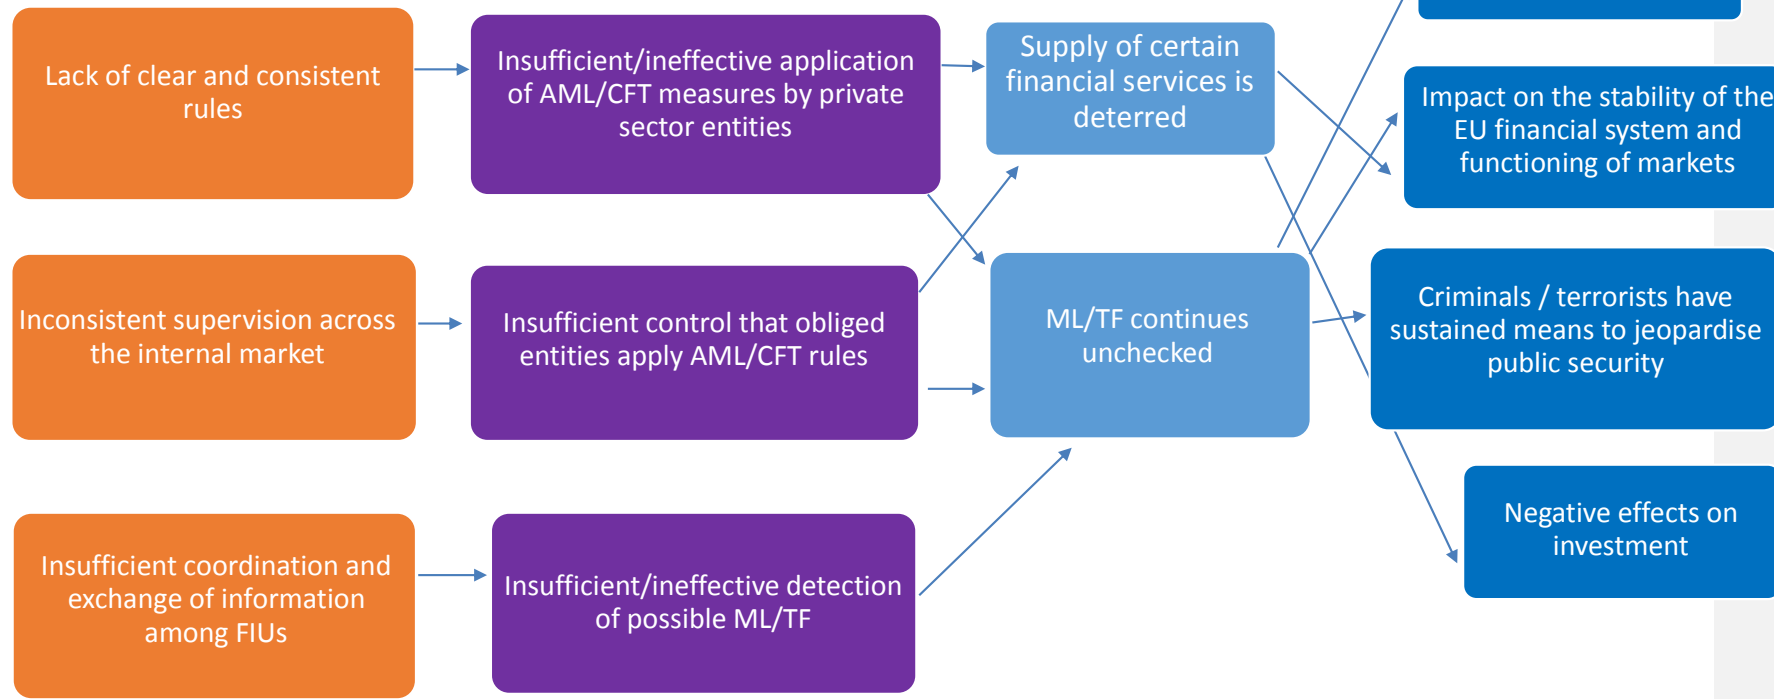 Lack of clear and consistent
rules
Insufficient/ineffective application
of AML/CFT measures by private
sector entities
Supply of certain
financial services is
deterred
Impact on the stability of the
EU financial system and
functioning of markets
Inconsistent supervision across
the internal market
Insufficient control that obliged
entities apply AML/CFT rules
ML/TF continues
unchecked
Criminals / terrorists have
sustained means to jeopardise
public security
Insufficient coordination and
exchange of information
among FIUs
Insufficient/ineffective detection
of possible ML/TF
Negative effects on
investment